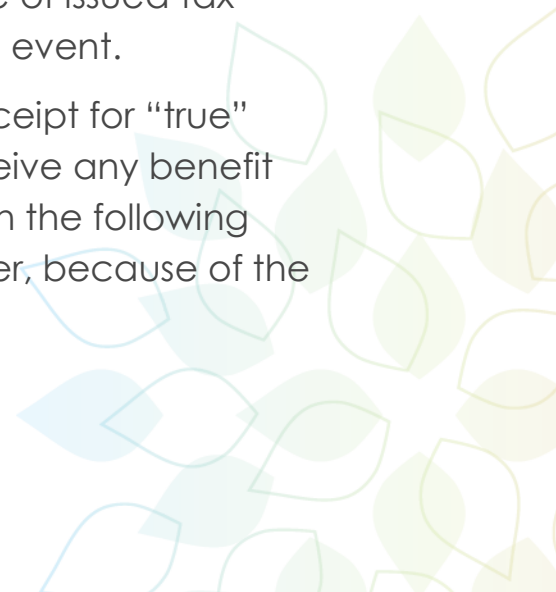 of issued tax
event.
ceipt for “true”
eive any benefit
the following
er, because of the